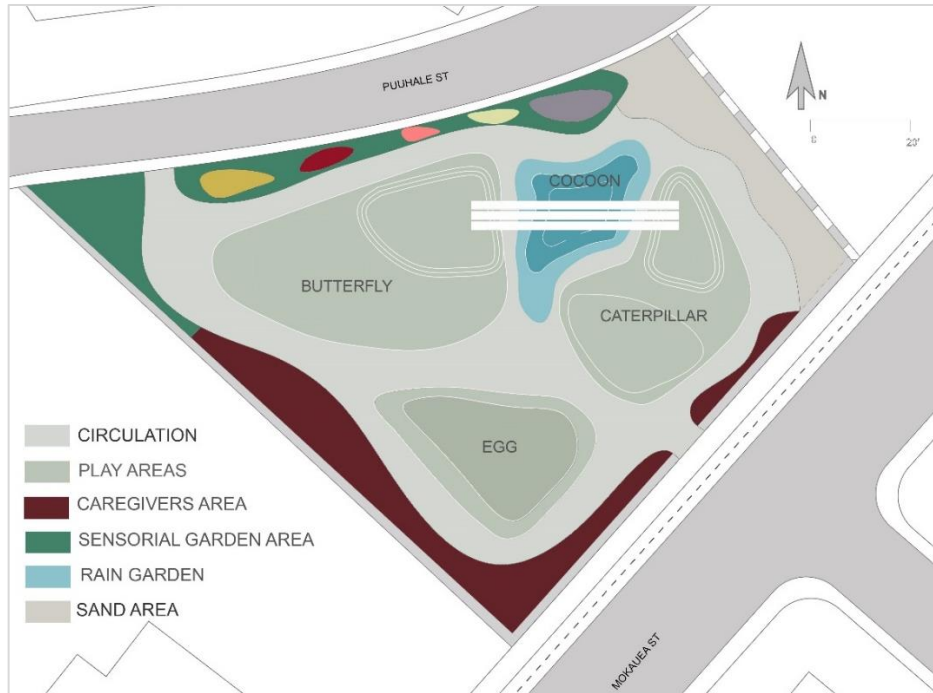 PUUHALE ST
N
0 20'
COCOON
BUTTERFLY
CATERPILLAR
EGG
CIRCULATION
PLAY AREAS
CAREGIVERS AREA
SENSORIAL GARDEN AREA
RAIN GARDEN
SAND AREA
MOKAUEA ST